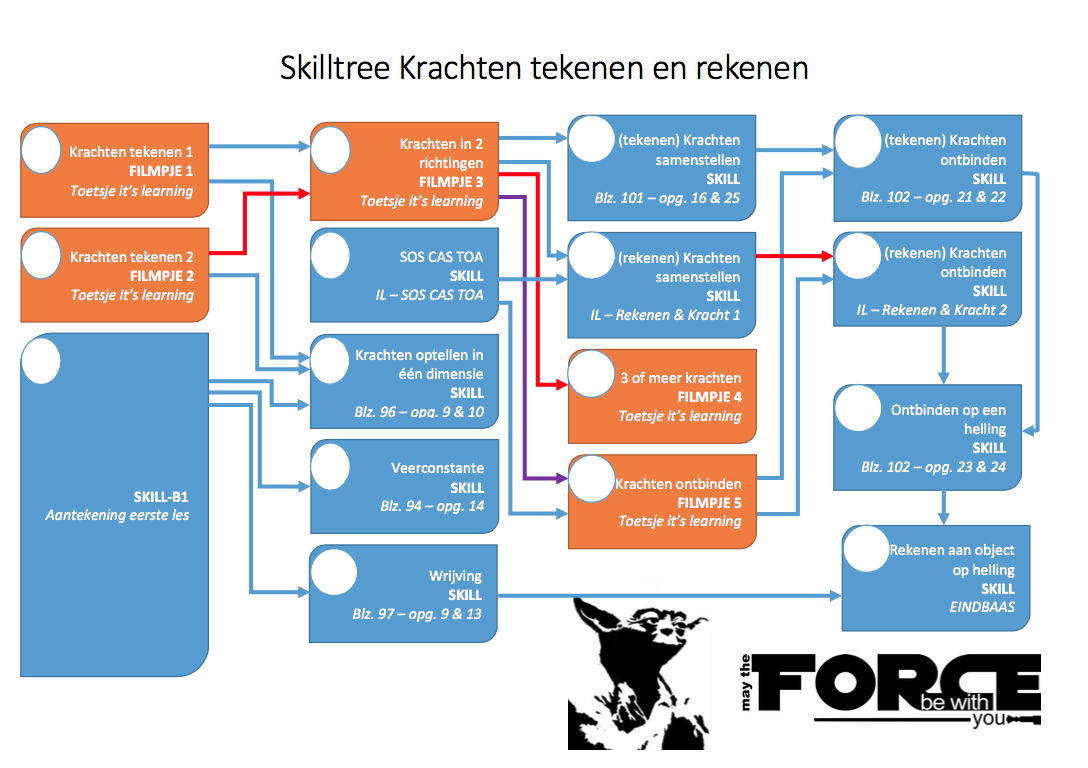 Skilltree Krachten tekenen en rekenen
Krachten tekenen 1
FILMPJE 1
Toetsje it's learning
Krachten tekenen 2
FILMPJE 2
Toetsje it's learning
SKILL-B1
Aantekening eerste les
Krachten in 2
richtingen
FILMPJE 3
Toetsje it's learning
SOS CAS TOA
SKILL
IL – SOS CAS TOA
Krachten optellen in
één dimensie
SKILL
Blz. 96 – opg. 9 & 10
Veerconstante
SKILL
Blz. 94 – opg. 14
Wrijving
SKILL
Blz. 97 – opg. 9 & 13
(tekenen) Krachten
samenstellen
SKILL
Blz. 101 – opg. 16 & 25
(rekenen) Krachten
samenstellen
SKILL
IL – Rekenen & Kracht 1
3 of meer krachten
FILMPJE 4
Toetsje it's learning
Krachten ontbinden
FILMPJE 5
Toetsje it's learning
(tekenen) Krachten
ontbinden
SKILL
Blz. 102 – opg. 21 & 22
(rekenen) Krachten
ontbinden
SKILL
IL – Rekenen & Kracht 2
Ontbinden op een
helling
SKILL
Blz. 102 – opg. 23 & 24
Rekenen aan object
op helling
SKILL
EINDBAAS
may the
FORCE
be with
you